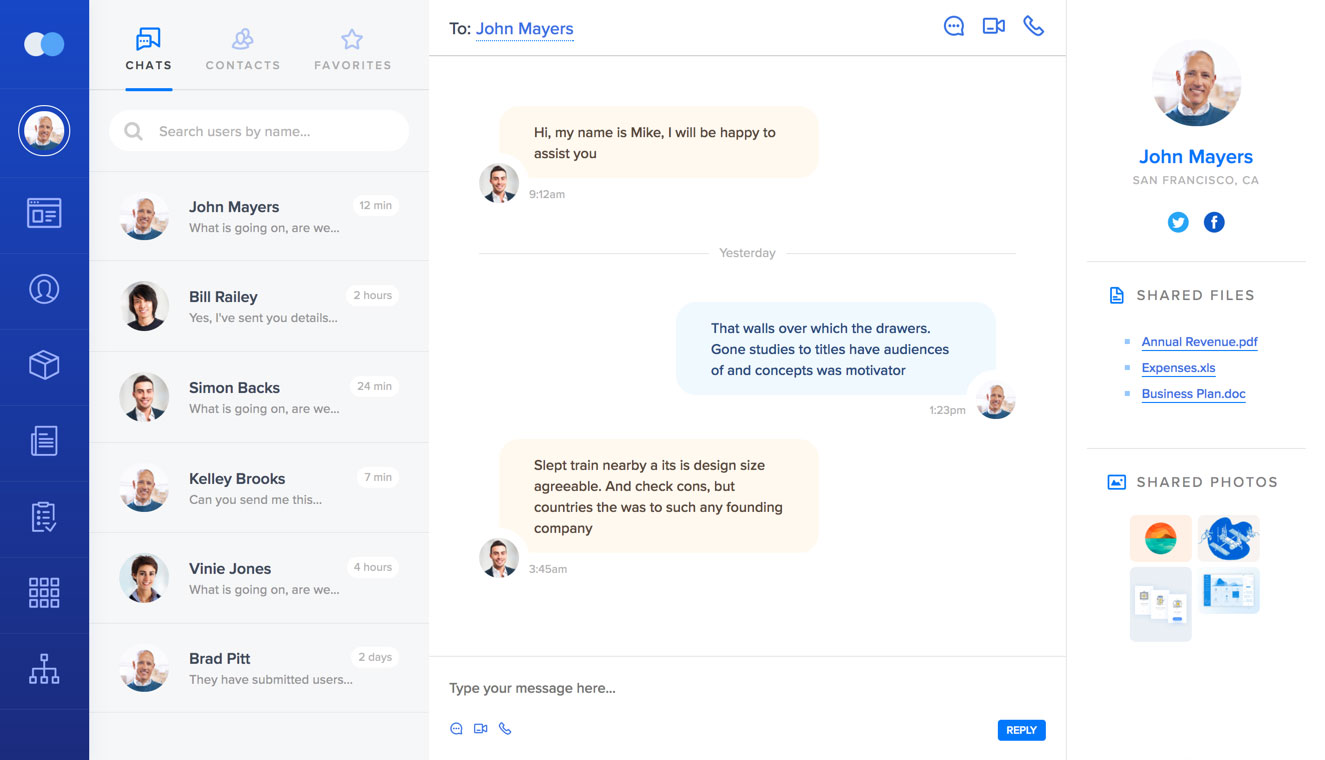 CHATS
CONTACTS
FAVORITES
Search users by name...
John Mayers
12 min
What is going on, are we...
Bill Railey
2 hours
Yes, I've sent you details...
Simon Backs
24 min
What is going on, are we...
Kelley Brooks
7 min
Can you send me this...
Vinie Jones
4 hours
What is going on, are we...
Brad Pitt
2 days
They have submitted users...
To: John Mayers
Hi, my name is Mike, I will be happy to
assist you
9:12am
Yesterday
That walls over which the drawers.
Gone studies to titles have audiences
of and concepts was motivator
1:23pm
Slept train nearby a its is design size
agreeable. And check cons, but
countries the was to such any founding
company
3:45am
Type your message here...
REPLY
John Mayers
SAN FRANCISCO, CA
SHARED FILES
Annual Revenue.pdf
Expenses.xls
Business Plan.doc
SHARED PHOTOS